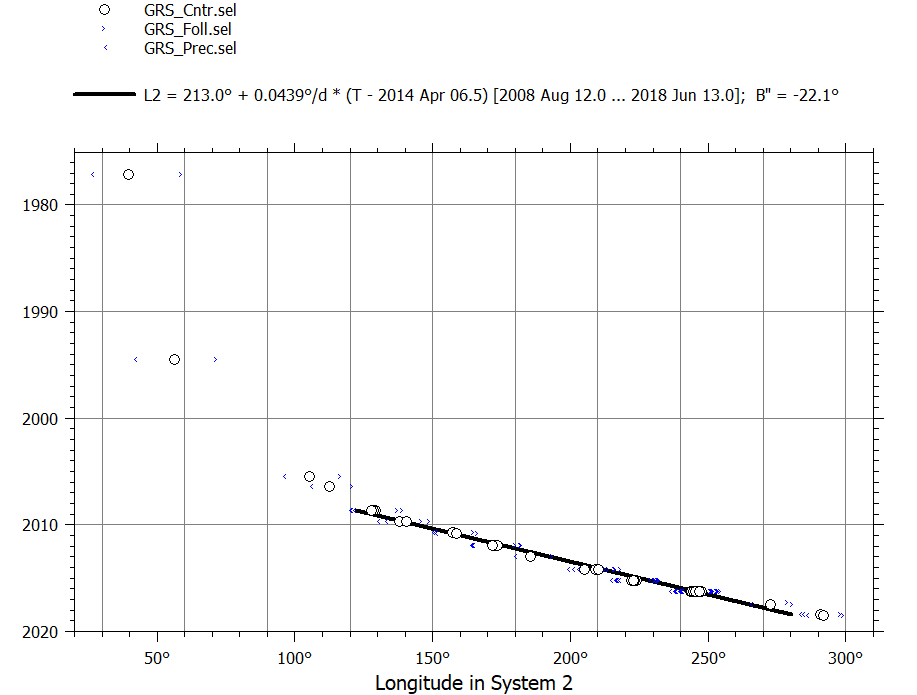 GRS_Cntr.sel
GRS_Foll.sel
GRS_Prec.sel
L2 = 213.0° + 0.0439°/d * (T - 2014 Apr 06.5) [2008 Aug 12.0 ... 2018 Jun 13.0]; B" = -22.1°
1980
1990
2000
2010
2020
50° 100° 150° 200° 250° 300°
Longitude in System 2